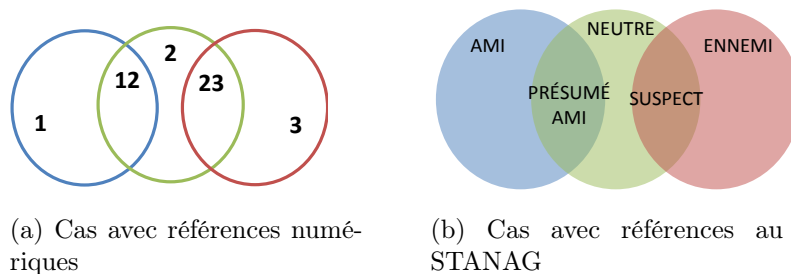 1
12
2
23
3
AMI
NEUTRE
ENNEMI
PRÉSUMÉ
AMI
SUSPECT
(a) Cas avec références numé-
riques
(b) Cas avec références au
STANAG